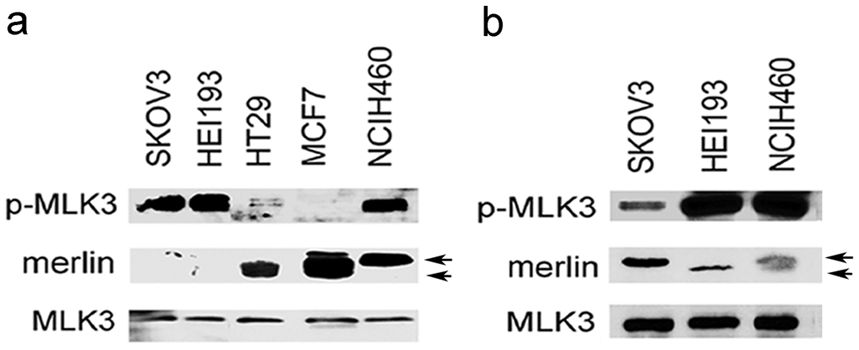 a
SKOV3 HEI193 HT29 MCF7 NCIH460
p-MLK3
merlin
MLK3
b
SKOV3 HEI193 NCIH460
p-MLK3
merlin
MLK3